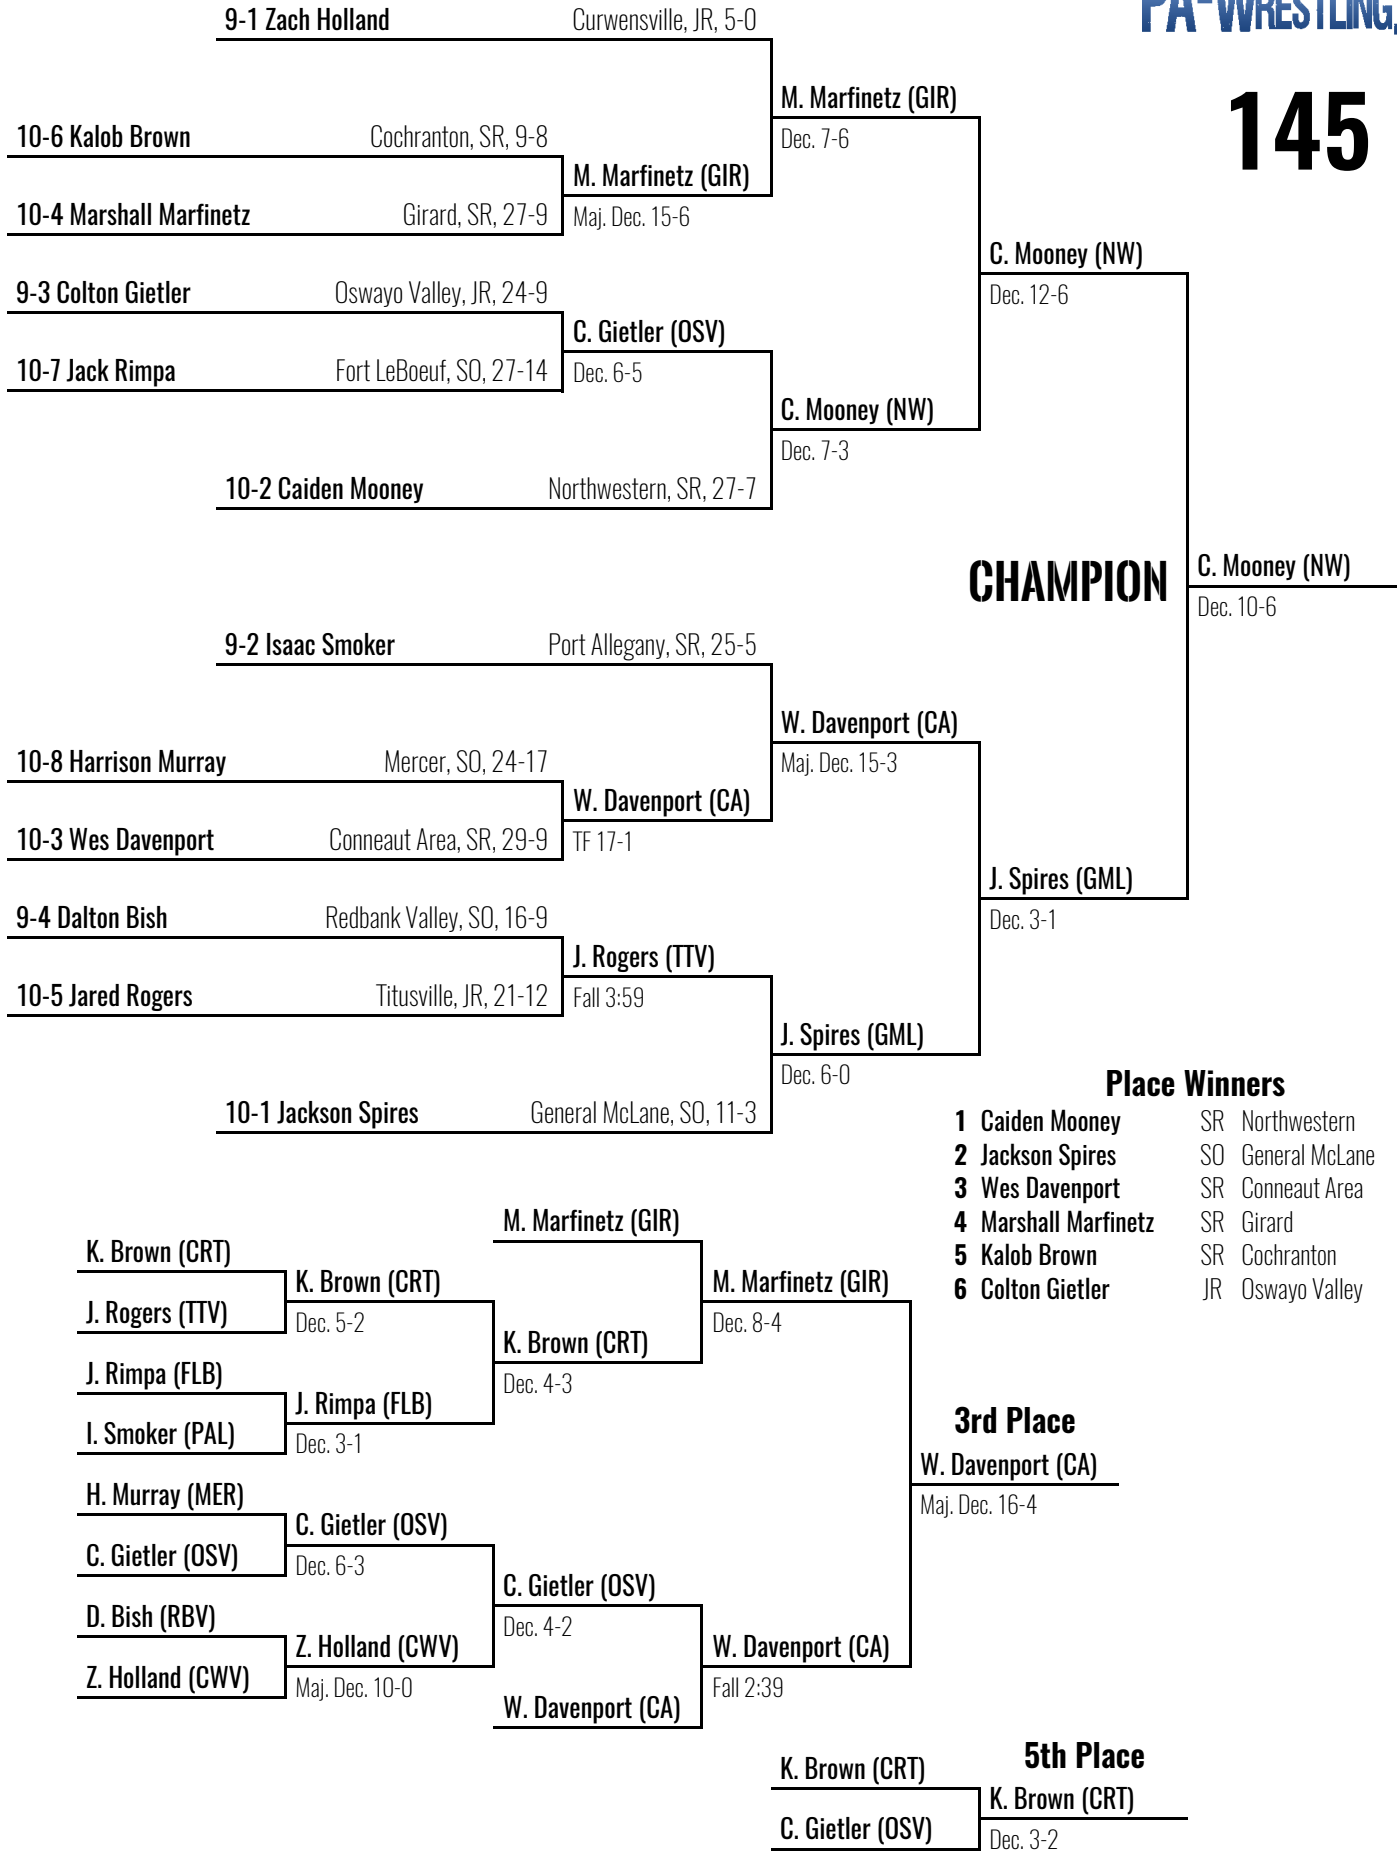 PA-WRESTLING.
145
9-1 Zach Holland Curwensville, JR, 5-0
M. Marfinetz (GIR)
Dec. 7-6
10-6 Kalob Brown Cochranton, SR, 9-8
M. Marfinetz (GIR)
Maj. Dec. 15-6
10-4 Marshall Marfinetz Girard, SR, 27-9
C. Mooney (NW)
Dec. 12-6
9-3 Colton Gietler Oswayo Valley, JR, 24-9
C. Gietler (OSV)
Dec. 6-5
10-7 Jack Rimpa Fort LeBoeuf, SO, 27-14
C. Mooney (NW)
Dec. 7-3
10-2 Caiden Mooney Northwestern, SR, 27-7
CHAMPION
C. Mooney (NW)
Dec. 10-6
9-2 Isaac Smoker Port Allegany, SR, 25-5
W. Davenport (CA)
Maj. Dec. 15-3
10-8 Harrison Murray Mercer, SO, 24-17
W. Davenport (CA)
TF 17-1
10-3 Wes Davenport Conneaut Area, SR, 29-9
J. Spires (GML)
Dec. 3-1
9-4 Dalton Bish Redbank Valley, SO, 16-9
J. Rogers (TTV)
Fall 3:59
10-5 Jared Rogers Titusville, JR, 21-12
J. Spires (GML)
Dec. 6-0
10-1 Jackson Spires General McLane, SO, 11-3
Place Winners
1 Caiden Mooney SR Northwestern
2 Jackson Spires SO General McLane
3 Wes Davenport SR Conneaut Area
4 Marshall Marfinetz SR Girard
5 Kalob Brown SR Cochranton
6 Colton Gietler JR Oswayo Valley
M. Marfinetz (GIR)
K. Brown (CRT)
K. Brown (CRT)
Dec. 5-2
J. Rogers (TTV)
M. Marfinetz (GIR)
Dec. 8-4
K. Brown (CRT)
Dec. 4-3
J. Rimpa (FLB)
J. Rimpa (FLB)
Dec. 3-1
I. Smoker (PAL)
3rd Place
W. Davenport (CA)
Maj. Dec. 16-4
H. Murray (MER)
C. Gietler (OSV)
Dec. 6-3
C. Gietler (OSV)
C. Gietler (OSV)
Dec. 4-2
D. Bish (RBV)
Z. Holland (CWV)
Maj. Dec. 10-0
Z. Holland (CWV)
W. Davenport (CA)
Fall 2:39
W. Davenport (CA)
5th Place
K. Brown (CRT)
K. Brown (CRT)
Dec. 3-2
C. Gietler (OSV)